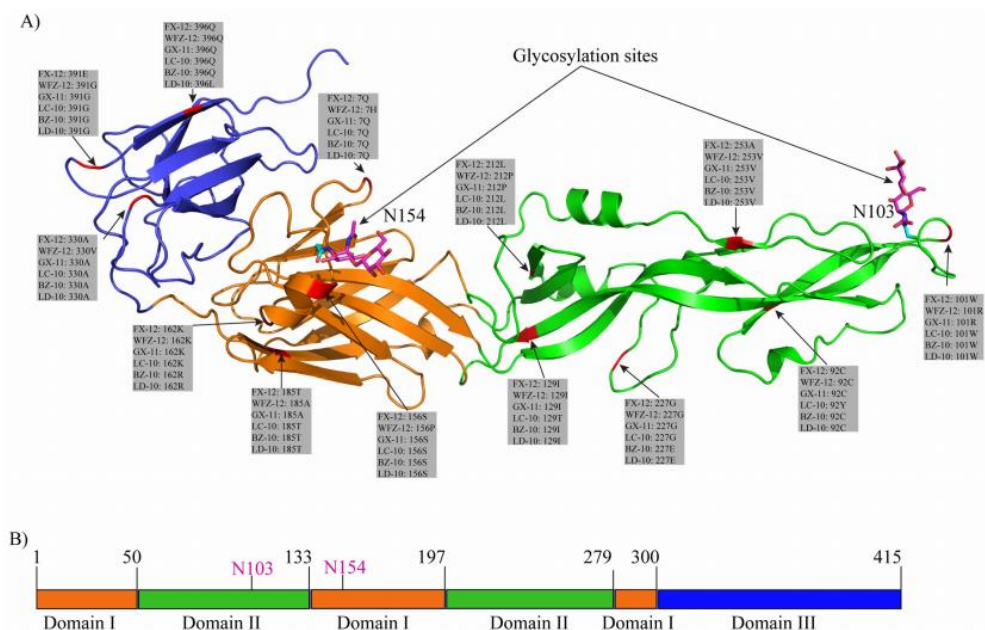 A)
FX-12: 396Q
WFZ-12: 396Q
GX-11: 396Q
LC-10: 396Q
BZ-10: 396Q
LD-10: 396L
Glycosylation sites
FX-12: 391E
WFZ-12: 391G
GX-11: 391G
LC-10: 391G
BZ-10: 391G
LD-10: 391G
FX-12: 7Q
WFZ-12: 7H
GX-11: 7Q
LC-10: 7Q
BZ-10: 7Q
LD-10: 7Q
FX-12: 212L
WFZ-12: 212P
GX-11: 212P
LC-10: 212L
BZ-10: 212L
LD-10: 212L
FX-12: 253A
WFZ-12: 253V
GX-11: 253V
LC-10: 253V
BZ-10: 253V
LD-10: 253V
N154
N103
FX-12: 330A
WFZ-12: 330V
GX-11: 330A
LC-10: 330A
BZ-10: 330A
LD-10: 330A
FX-12: 101W
WFZ-12: 101R
GX-11: 101R
LC-10: 101W
BZ-10: 101W
LD-10: 101W
FX-12: 162K
WFZ-12: 162K
GX-11: 162K
LC-10: 162K
BZ-10: 162R
LD-10: 162R
FX-12: 185T
WFZ-12: 185A
GX-11: 185A
LC-10: 185T
BZ-10: 185T
LD-10: 185T
FX-12: 156S
WFZ-12: 156P
GX-11: 156S
LC-10: 156S
BZ-10: 156S
LD-10: 156S
FX-12: 129I
WFZ-12: 129I
GX-11: 129I
LC-10: 129T
BZ-10: 129I
LD-10: 129I
FX-12: 227G
WFZ-12: 227G
GX-11: 227G
LC-10: 227G
BZ-10: 227E
LD-10: 227E
FX-12: 92C
WFZ-12: 92C
GX-11: 92C
LC-10: 92Y
BZ-10: 92C
LD-10: 92C
B)
1 50 133 197 279 300 415
N103 N154
Domain I Domain II Domain I Domain II Domain I Domain III